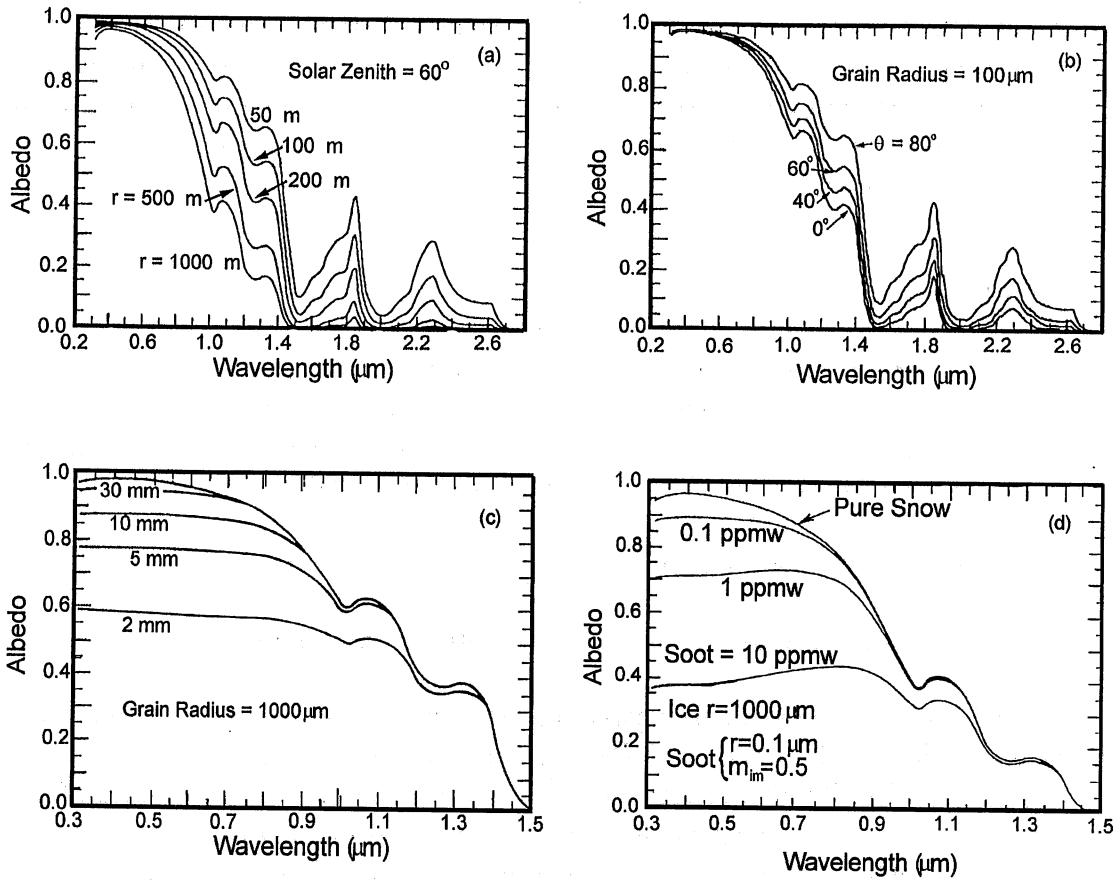 (a)
Solar Zenith = 60°
50 m
100 m
200 m
r = 500 m
r = 1000 m
Albedo
1.0
0.8
0.6
0.4
0.2
0.0
0.2 0.6 1.0 1.4 1.8 2.2 2.6
Wavelength (µm)
(b)
Grain Radius = 100 µm
θ = 80°
60°
40°
0°
Albedo
1.0
0.8
0.6
0.4
0.2
0.0
0.2 0.6 1.0 1.4 1.8 2.2 2.6
Wavelength (µm)
(c)
30 mm
10 mm
5 mm
2 mm
Grain Radius = 1000 µm
Albedo
1.0
0.8
0.6
0.4
0.2
0.0
0.3 0.5 0.7 0.9 1.1 1.3 1.5
Wavelength (µm)
(d)
Pure Snow
0.1 ppmw
1 ppmw
Soot = 10 ppmw
Ice r=1000 µm
Soot { r=0.1 µm
m_im=0.5
Albedo
1.0
0.8
0.6
0.4
0.2
0.0
0.3 0.5 0.7 0.9 1.1 1.3 1.5
Wavelength (µm)